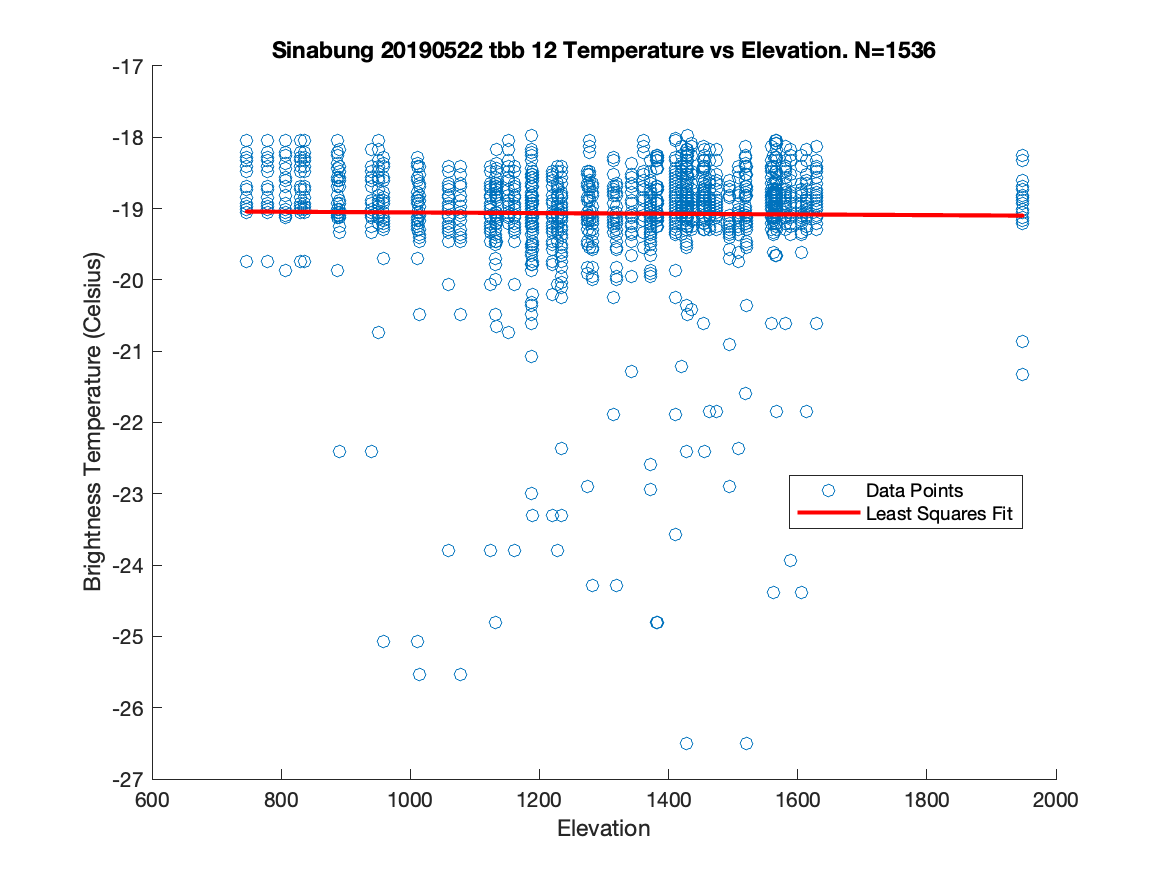 Sinabung 20190522 tbb 12 Temperature vs Elevation. N=1536
-17
-18
-19
-20
-21
-22
-23
-24
-25
-26
-27
Brightness Temperature (Celsius)
Data Points
Least Squares Fit
600 800 1000 1200 1400 1600 1800 2000
Elevation